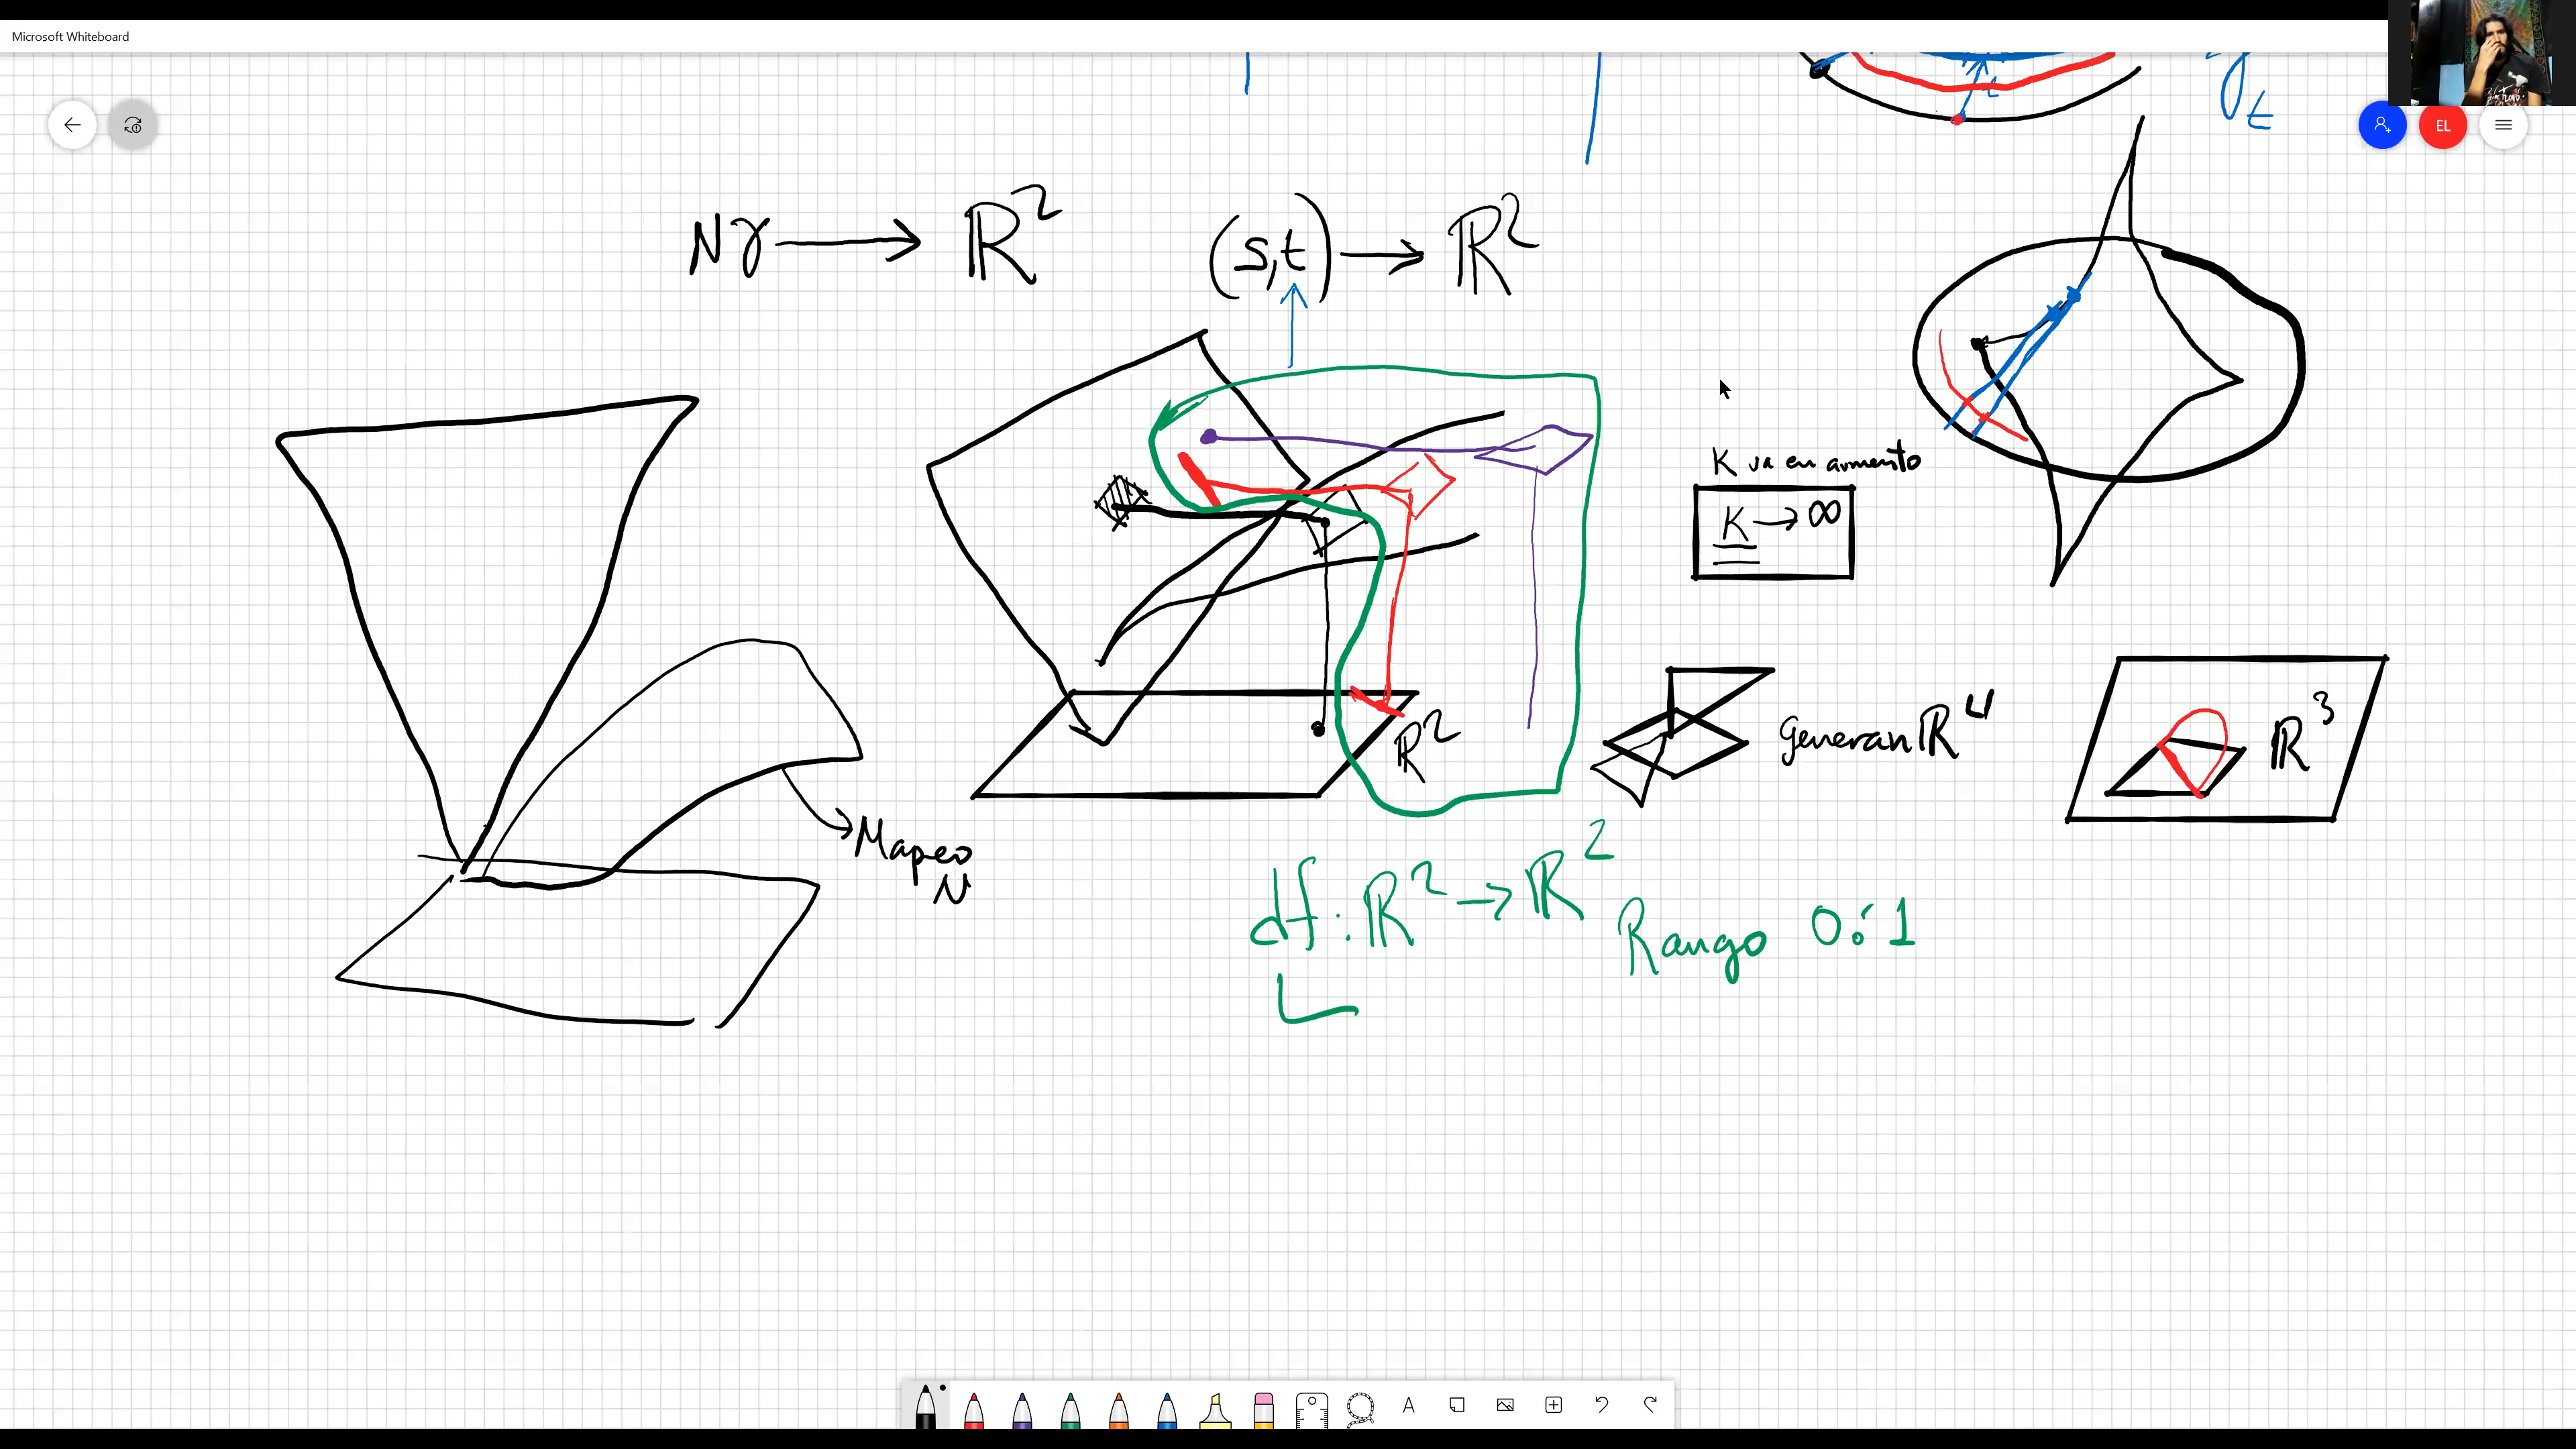 Microsoft Whiteboard
EL
γt
Nγ → R²
(s,t) → R²
K va en aumento
K → ∞
R²
generan R⁴
R³
Mapeo
N
df: R² → R²
Rango 0 ó 1
A